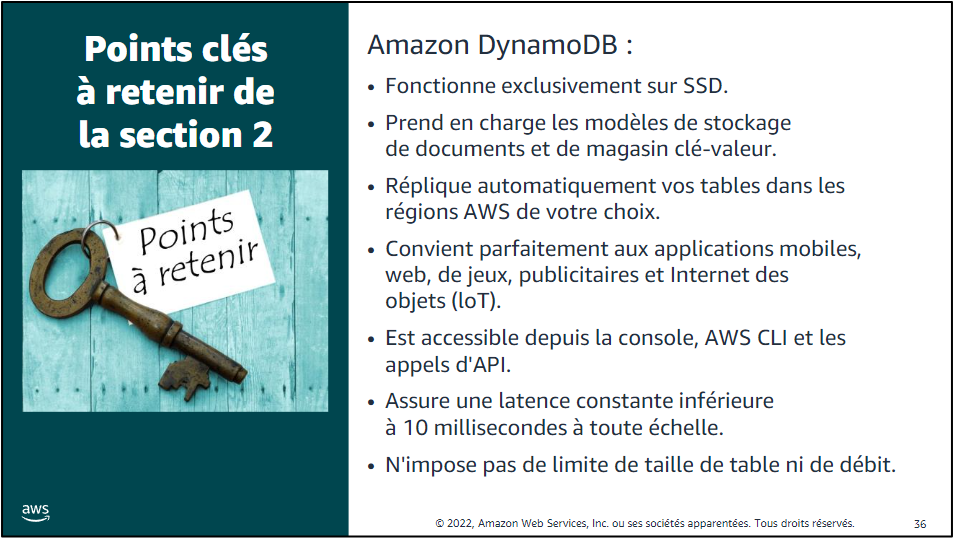 Points clés
à retenir de
la section 2
Points
à retenir
aws
Amazon DynamoDB :
• Fonctionne exclusivement sur SSD.
• Prend en charge les modèles de stockage
de documents et de magasin clé-valeur.
• Réplique automatiquement vos tables dans les
régions AWS de votre choix.
• Convient parfaitement aux applications mobiles,
web, de jeux, publicitaires et Internet des
objets (IoT).
• Est accessible depuis la console, AWS CLI et les
appels d'API.
• Assure une latence constante inférieure
à 10 millisecondes à toute échelle.
• N'impose pas de limite de taille de table ni de débit.
© 2022, Amazon Web Services, Inc. ou ses sociétés apparentées. Tous droits réservés.
36